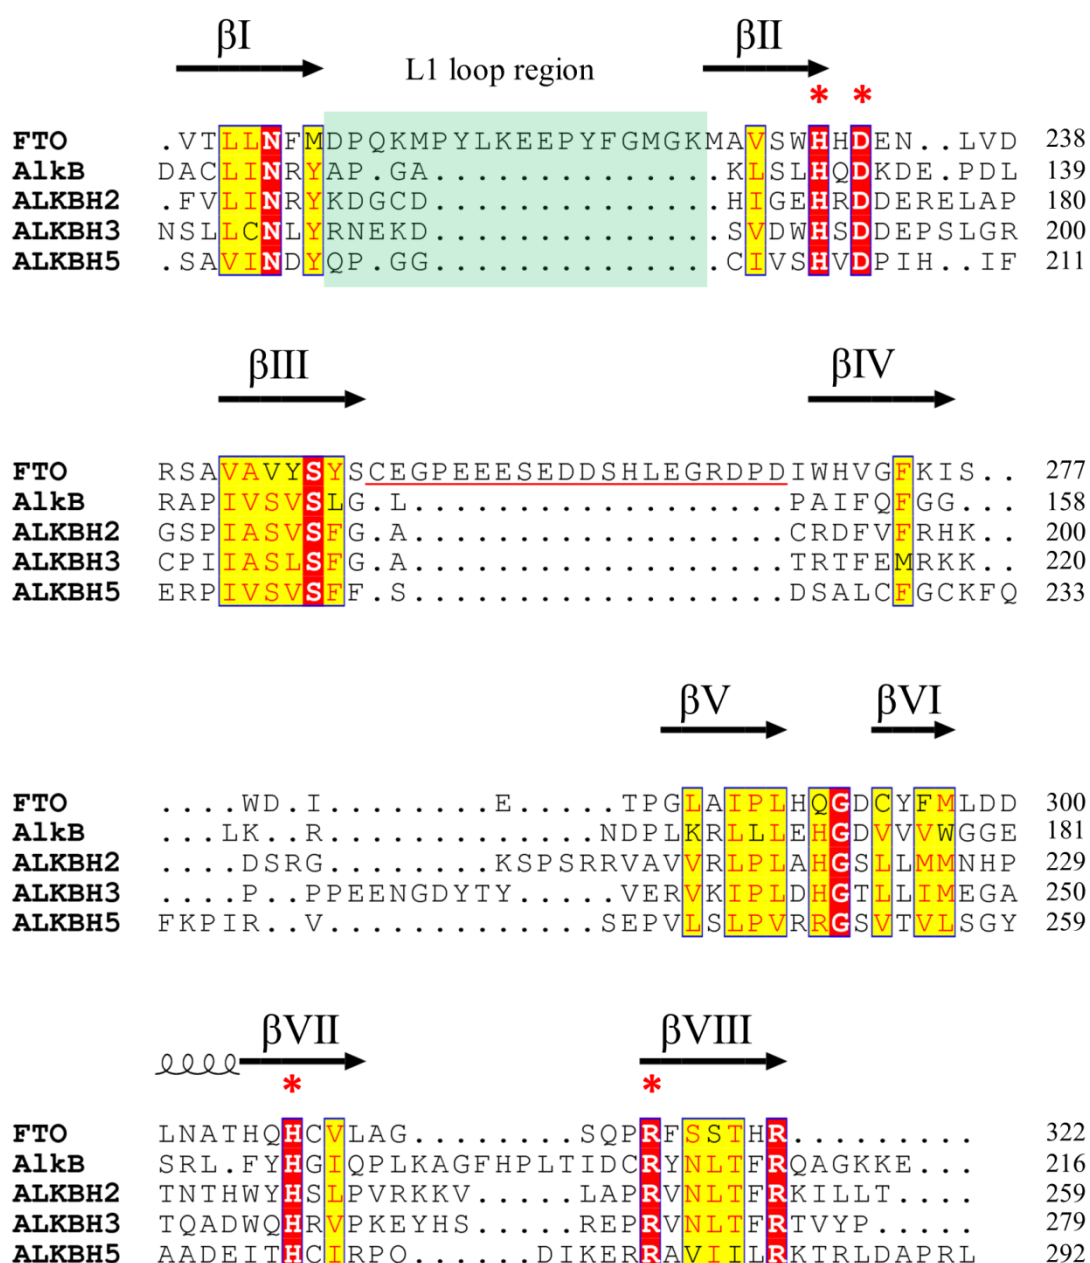 βI βII
L1 loop region
* *
FTO .VTLLNFMDPQKMPYLKEEPYFGMGKMAVSWHHDEN..LVD 238
AlkB DACLINRYAP.GA.............KLSLHQDKDE.PDL 139
ALKBH2 .FVLINRYKDGCD.............HIGEHRDDERELAP 180
ALKBH3 NSLLCNLYRNEKD.............SVDWHSDDEPSLGR 200
ALKBH5 .SAVINDYQP.GG.............CIVSHVDPIH..IF 211
βIII βIV
FTO RSAVAVYSYSCEGPEEESEDDSHLEGRDPDIWHVGFKIS.. 277
AlkB RAPIVSVSLG.L..................PAIFQFGG... 158
ALKBH2 GSPIASVSFG.A..................CRDFVFRHK.. 200
ALKBH3 CPIIASLSFG.A..................TRTFEMRKK.. 220
ALKBH5 ERPIVSVSFF.S..................DSALCFGCKFQ 233
βV βVI
FTO ....WD.I........E.....TPGLAIPLHQGDCYFMLDD 300
AlkB ...LK..R.............NDPLKRLLLEHGDVVVWGGE 181
ALKBH2 ....DSRG........KSPSRRVAVVRLPLAHGSLLMMNHP 229
ALKBH3 ....P..PPEENGDYTY.....VERVKIPLDHGTLLIMEGA 250
ALKBH5 FKPIR..V.............SEPVLSLPVRRGSVTVLSGY 259
βVII βVIII
* *
FTO LNATHQHCVLAG........SQPRFSSTHR......... 322
AlkB SRL.FYHGIQPLKAGFHPLTIDCRYNLTFRQAGKKE... 216
ALKBH2 TNTHWYHSLPVRKKV.....LAPRVNLTFRKILLT.... 259
ALKBH3 TQADWQHRVPKEYHS.....REPRVNLTFRTVYP..... 279
ALKBH5 AADEITHCIRPQ......DIKERRAVIILRKTRLDAPRL 292